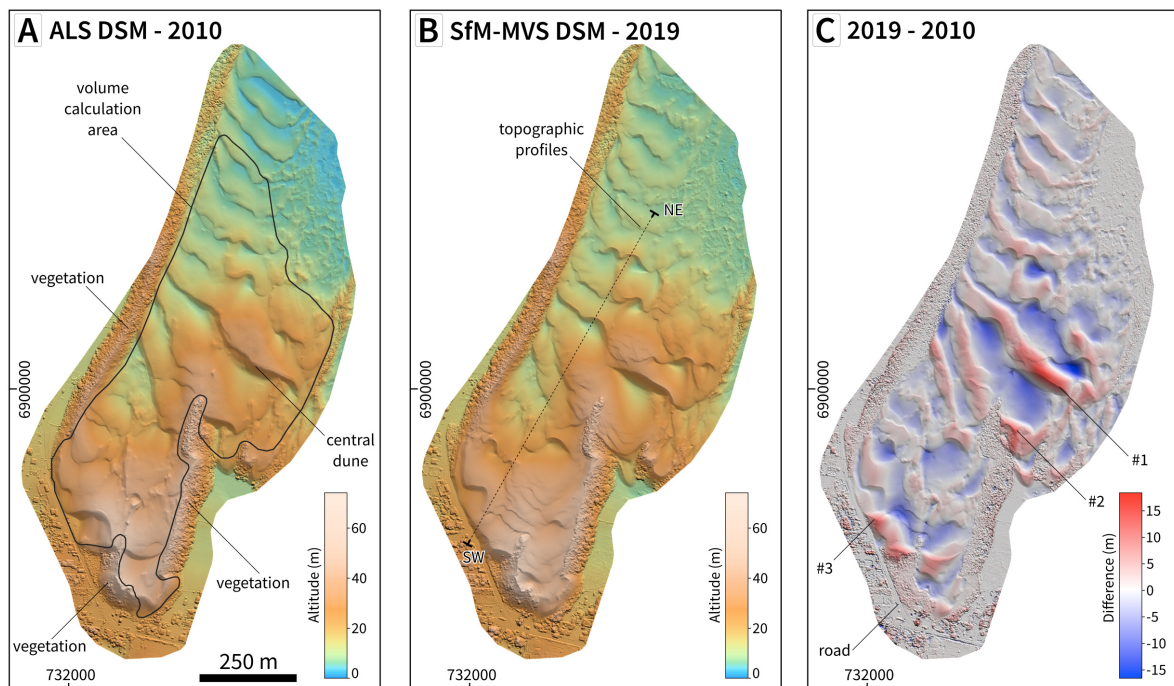 A ALS DSM - 2010
volume
calculation
area
vegetation
6900000
central
dune
vegetation
vegetation
60
40
20
0
Altitude (m)
250 m
732000
B SfM-MVS DSM - 2019
topographic
profiles
NE
6900000
SW
60
40
20
0
Altitude (m)
732000
C 2019 - 2010
6900000
#1
#2
#3
road
15
10
5
0
-5
-10
-15
Difference (m)
732000